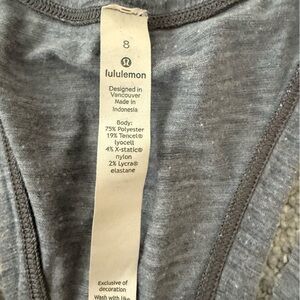 8
lululemon
Designed in
Vancouver
Made in
Indonesia
Body:
75% Polyester
19% Tencel®
lyocell
4% X-static®
nylon
2% Lycra®
elastane
Exclusive of
decoration
Wash with like